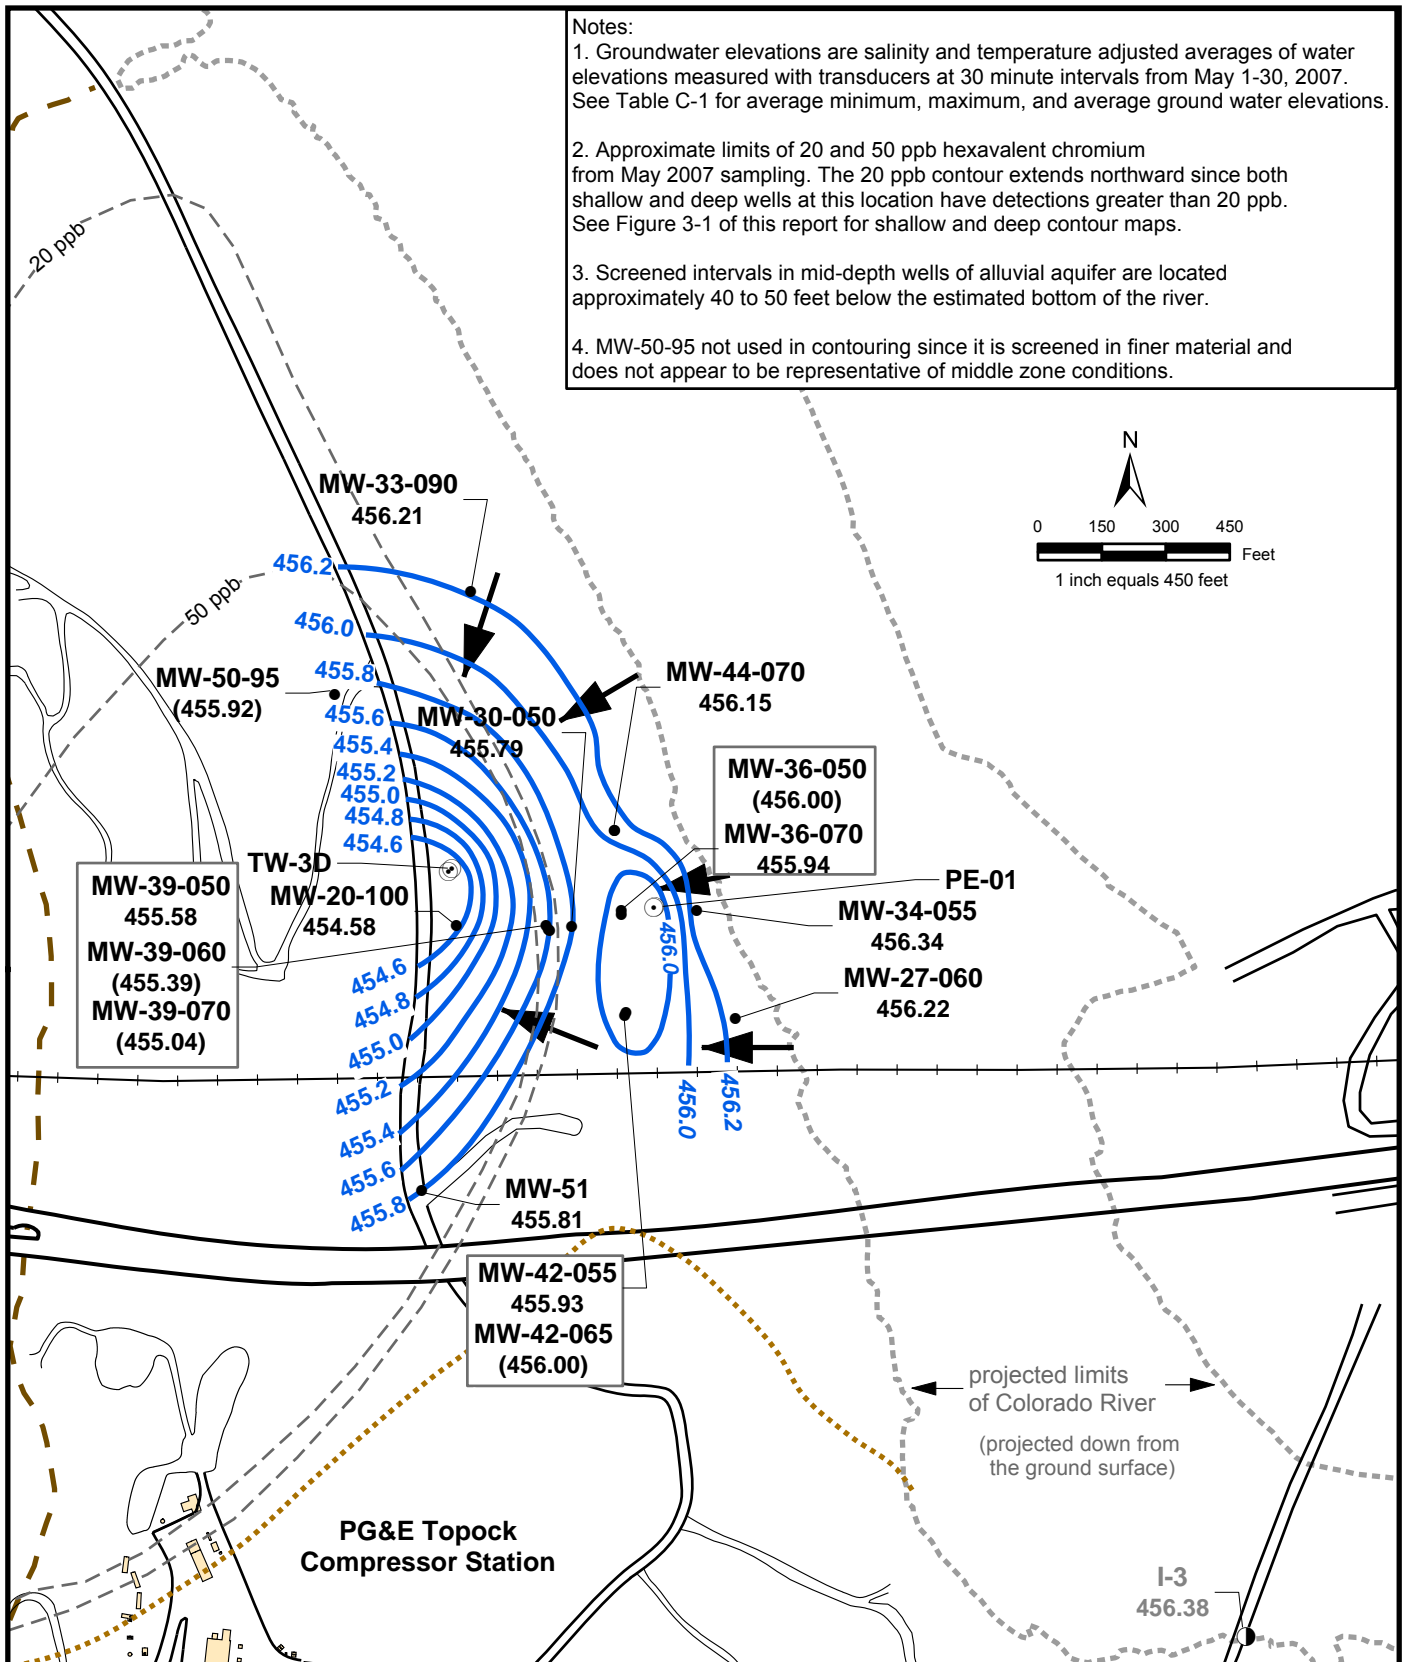 Notes:
1. Groundwater elevations are salinity and temperature adjusted averages of water
elevations measured with transducers at 30 minute intervals from May 1-30, 2007.
See Table C-1 for average minimum, maximum, and average ground water elevations.
2. Approximate limits of 20 and 50 ppb hexavalent chromium
from May 2007 sampling. The 20 ppb contour extends northward since both
shallow and deep wells at this location have detections greater than 20 ppb.
See Figure 3-1 of this report for shallow and deep contour maps.
3. Screened intervals in mid-depth wells of alluvial aquifer are located
approximately 40 to 50 feet below the estimated bottom of the river.
4. MW-50-95 not used in contouring since it is screened in finer material and
does not appear to be representative of middle zone conditions.
20 ppb
N
0 150 300 450
Feet
1 inch equals 450 feet
MW-33-090
456.21
456.2
50 ppb
456.0
MW-50-95
(455.92)
455.8
MW-44-070
456.15
455.6
MW-30-050
455.79
455.4
455.2
455.0
454.8
454.6
MW-36-050
(456.00)
MW-36-070
455.94
TW-3D
MW-20-100
454.58
PE-01
MW-34-055
456.34
MW-39-050
455.58
MW-39-060
(455.39)
MW-39-070
(455.04)
456.0
MW-27-060
456.22
454.6
454.8
455.0
455.2
455.4
455.6
455.8
456.0
456.2
MW-51
455.81
MW-42-055
455.93
MW-42-065
(456.00)
projected limits
of Colorado River
(projected down from
the ground surface)
PG&E Topock
Compressor Station
I-3
456.38